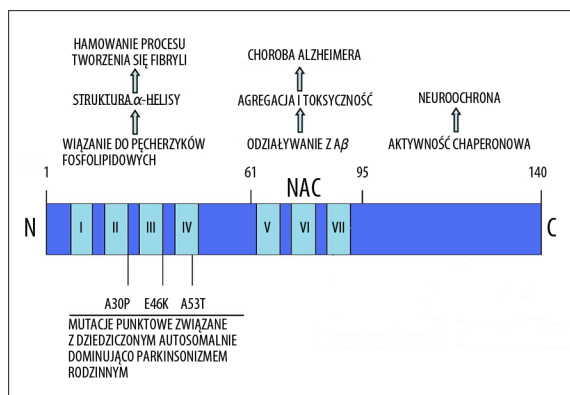 HAMOWANIE PROCESU
TWORZENIA SIĘ FIBRYLI
STRUKTURA α-HELISY
WIĄZANIE DO PĘCHERZYKÓW
FOSFOLIPIDOWYCH
CHOROBA ALZHEIMERA
AGREGACJA I TOKSYCZNOŚĆ
ODZIAŁYWANIE Z Aβ
NEUROOCHRONA
AKTYWNOŚĆ CHAPERONOWA
1 61 95 140
NAC
N I II III IV V VI VII C
A30P E46K A53T
MUTACJE PUNKTOWE ZWIĄZANE
Z DZIEDZICZONYM AUTOSOMALNIE
DOMINUJĄCO PARKINSONIZMEM
RODZINNYM